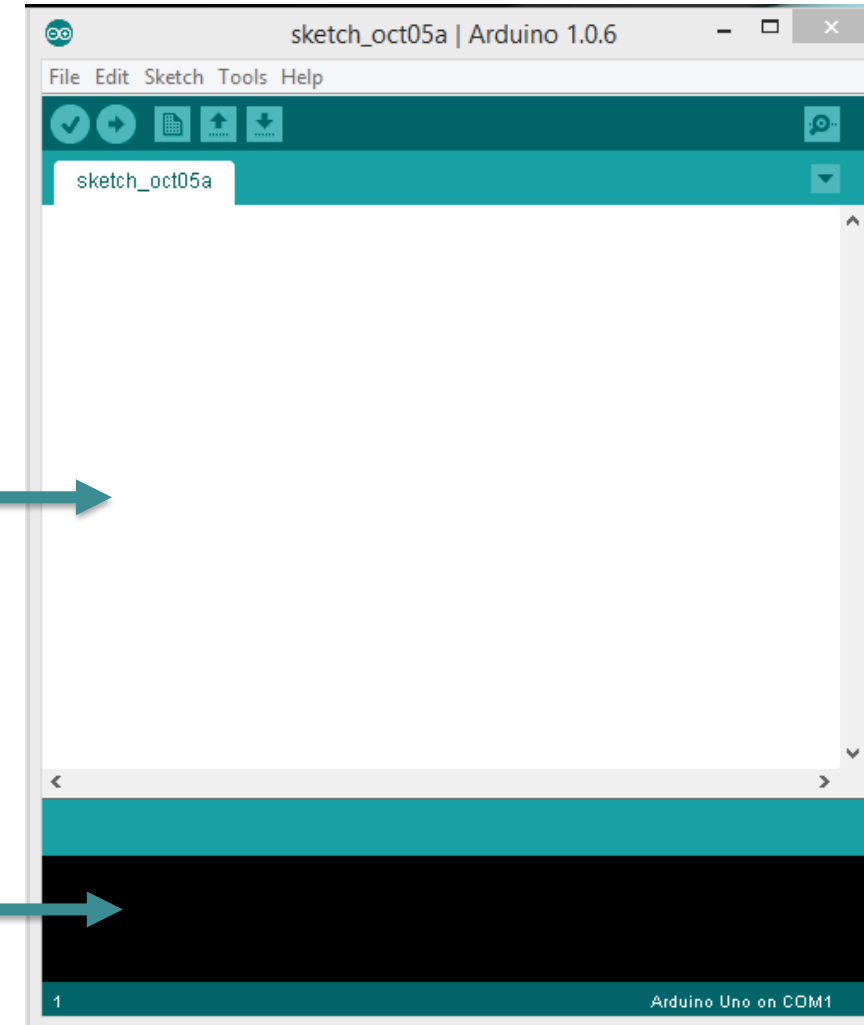 sketch_oct05a | Arduino 1.0.6
File Edit Sketch Tools Help
sketch_oct05a
1 Arduino Uno on COM1